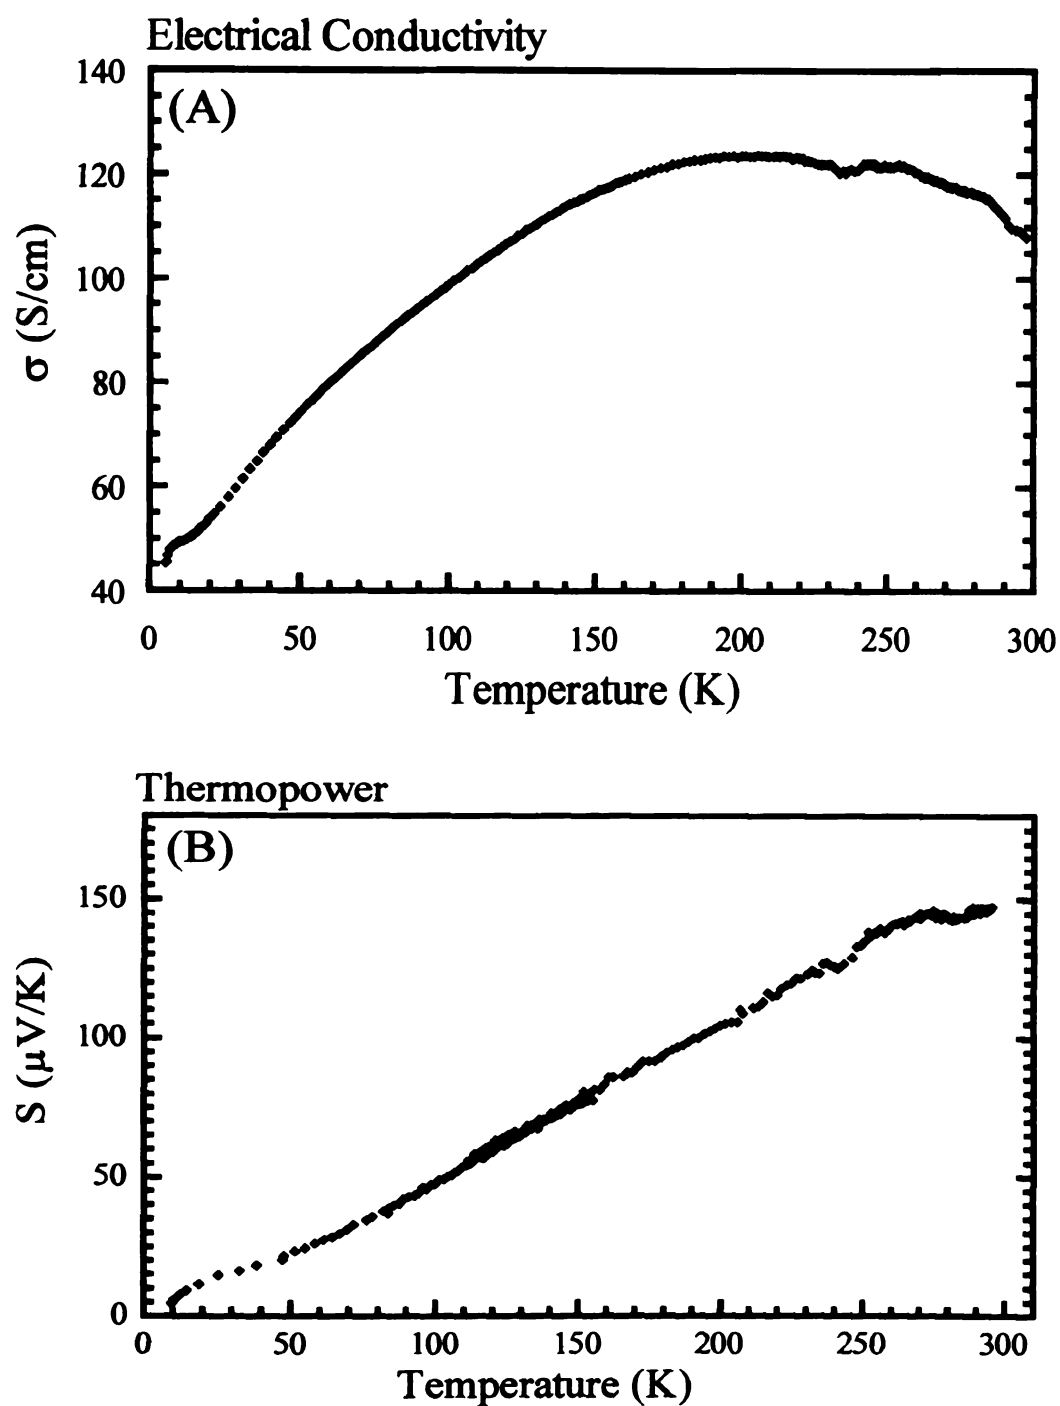 Electrical Conductivity
(A)
140
120
100
80
60
40
σ (S/cm)
0 50 100 150 200 250 300
Temperature (K)
Thermopower
(B)
150
100
50
0
S (μV/K)
0 50 100 150 200 250 300
Temperature (K)